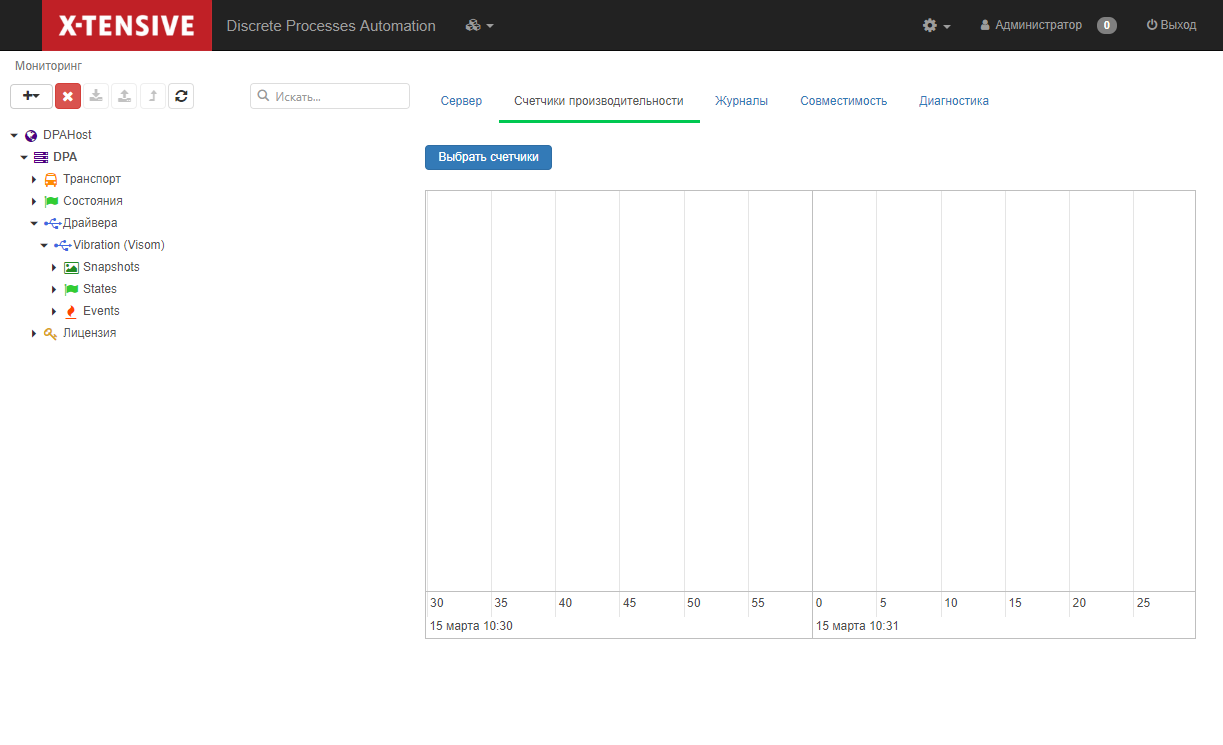 X-TENSIVE Discrete Processes Automation Администратор 0 Выход
Мониторинг
Искать...
Сервер Счетчики производительности Журналы Совместимость Диагностика
DPAHost
DPA
Транспорт
Состояния
Драйвера
Vibration (Visom)
Snapshots
States
Events
Лицензия
Выбрать счетчики
30 35 40 45 50 55 0 5 10 15 20 25
15 марта 10:30 15 марта 10:31